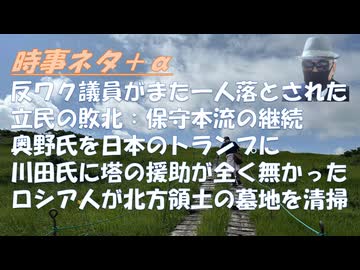 時事ネタ+α
反ワク議員がまた一人落とされた
立民の敗北：保守本流の継続
奥野氏を日本のトランプに
川田氏に塔の援助が全く無かった
ロシア人が北方領土の墓地を清掃